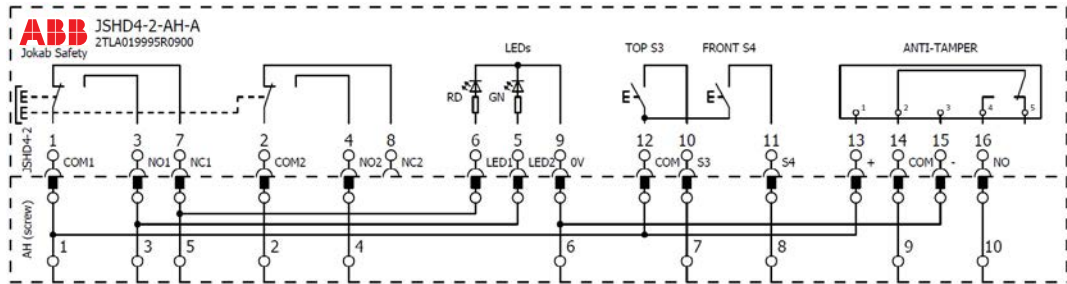 ABB JSHD4-2-AH-A
2TLA019995R0900
Jokab Safety
LEDs TOP S3 FRONT S4 ANTI-TAMPER
RD GN E E
E
E
1 2 3 4 5
JSHD4-2
1 3 7 2 4 8 6 5 9 12 10 11 13 14 15 16
COM1 NO1 NC1 COM2 NO2 NC2 LED1 LED2 0V COM S3 S4 + COM - NO
AH (screw)
1 3 5 2 4 6 7 8 9 10